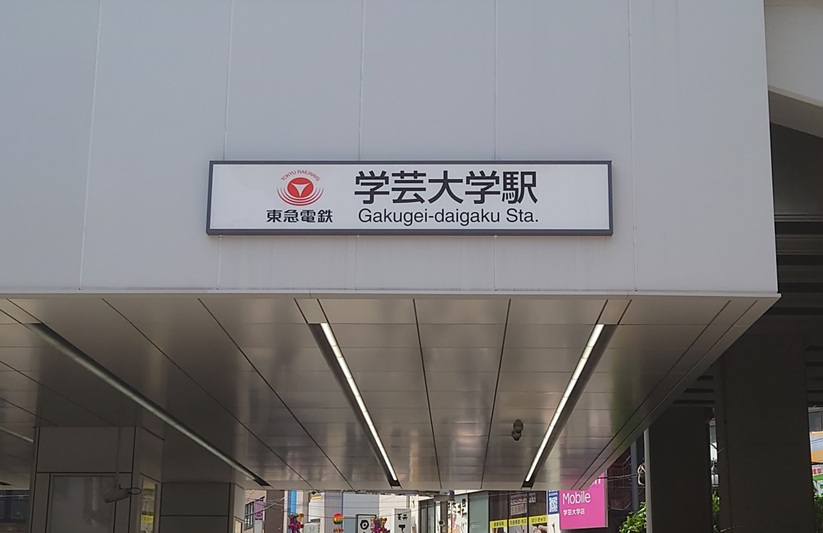 TOKYU RAILWAYS
東急電鉄
学芸大学駅
Gakugei-daigaku Sta.
Mobile
学芸大学店